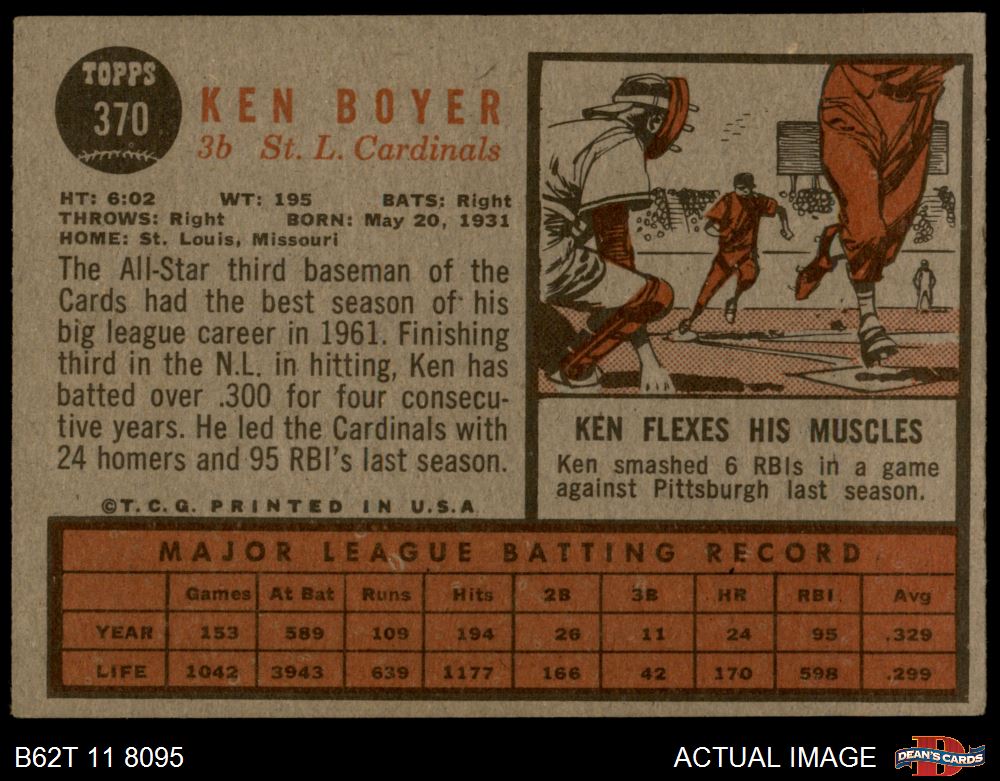 TOPPS
370
KEN BOYER
3b St. L. Cardinals
HT: 6:02 WT: 195 BATS: Right
THROWS: Right BORN: May 20, 1931
HOME: St. Louis, Missouri
The All-Star third baseman of the
Cards had the best season of his
big league career in 1961. Finishing
third in the N.L. in hitting, Ken has
batted over .300 for four consecu-
tive years. He led the Cardinals with
24 homers and 95 RBI's last season.
©T.C.G. PRINTED IN U.S.A
KEN FLEXES HIS MUSCLES
Ken smashed 6 RBIs in a game
against Pittsburgh last season.
MAJOR LEAGUE BATTING RECORD
Games At Bat Runs Hits 2B 3B HR RBI Avg
YEAR 153 589 109 194 26 11 24 95 .329
LIFE 1042 3943 639 1177 166 42 170 598 .299
B62T 11 8095 ACTUAL IMAGE
D
DEAN'S CARDS